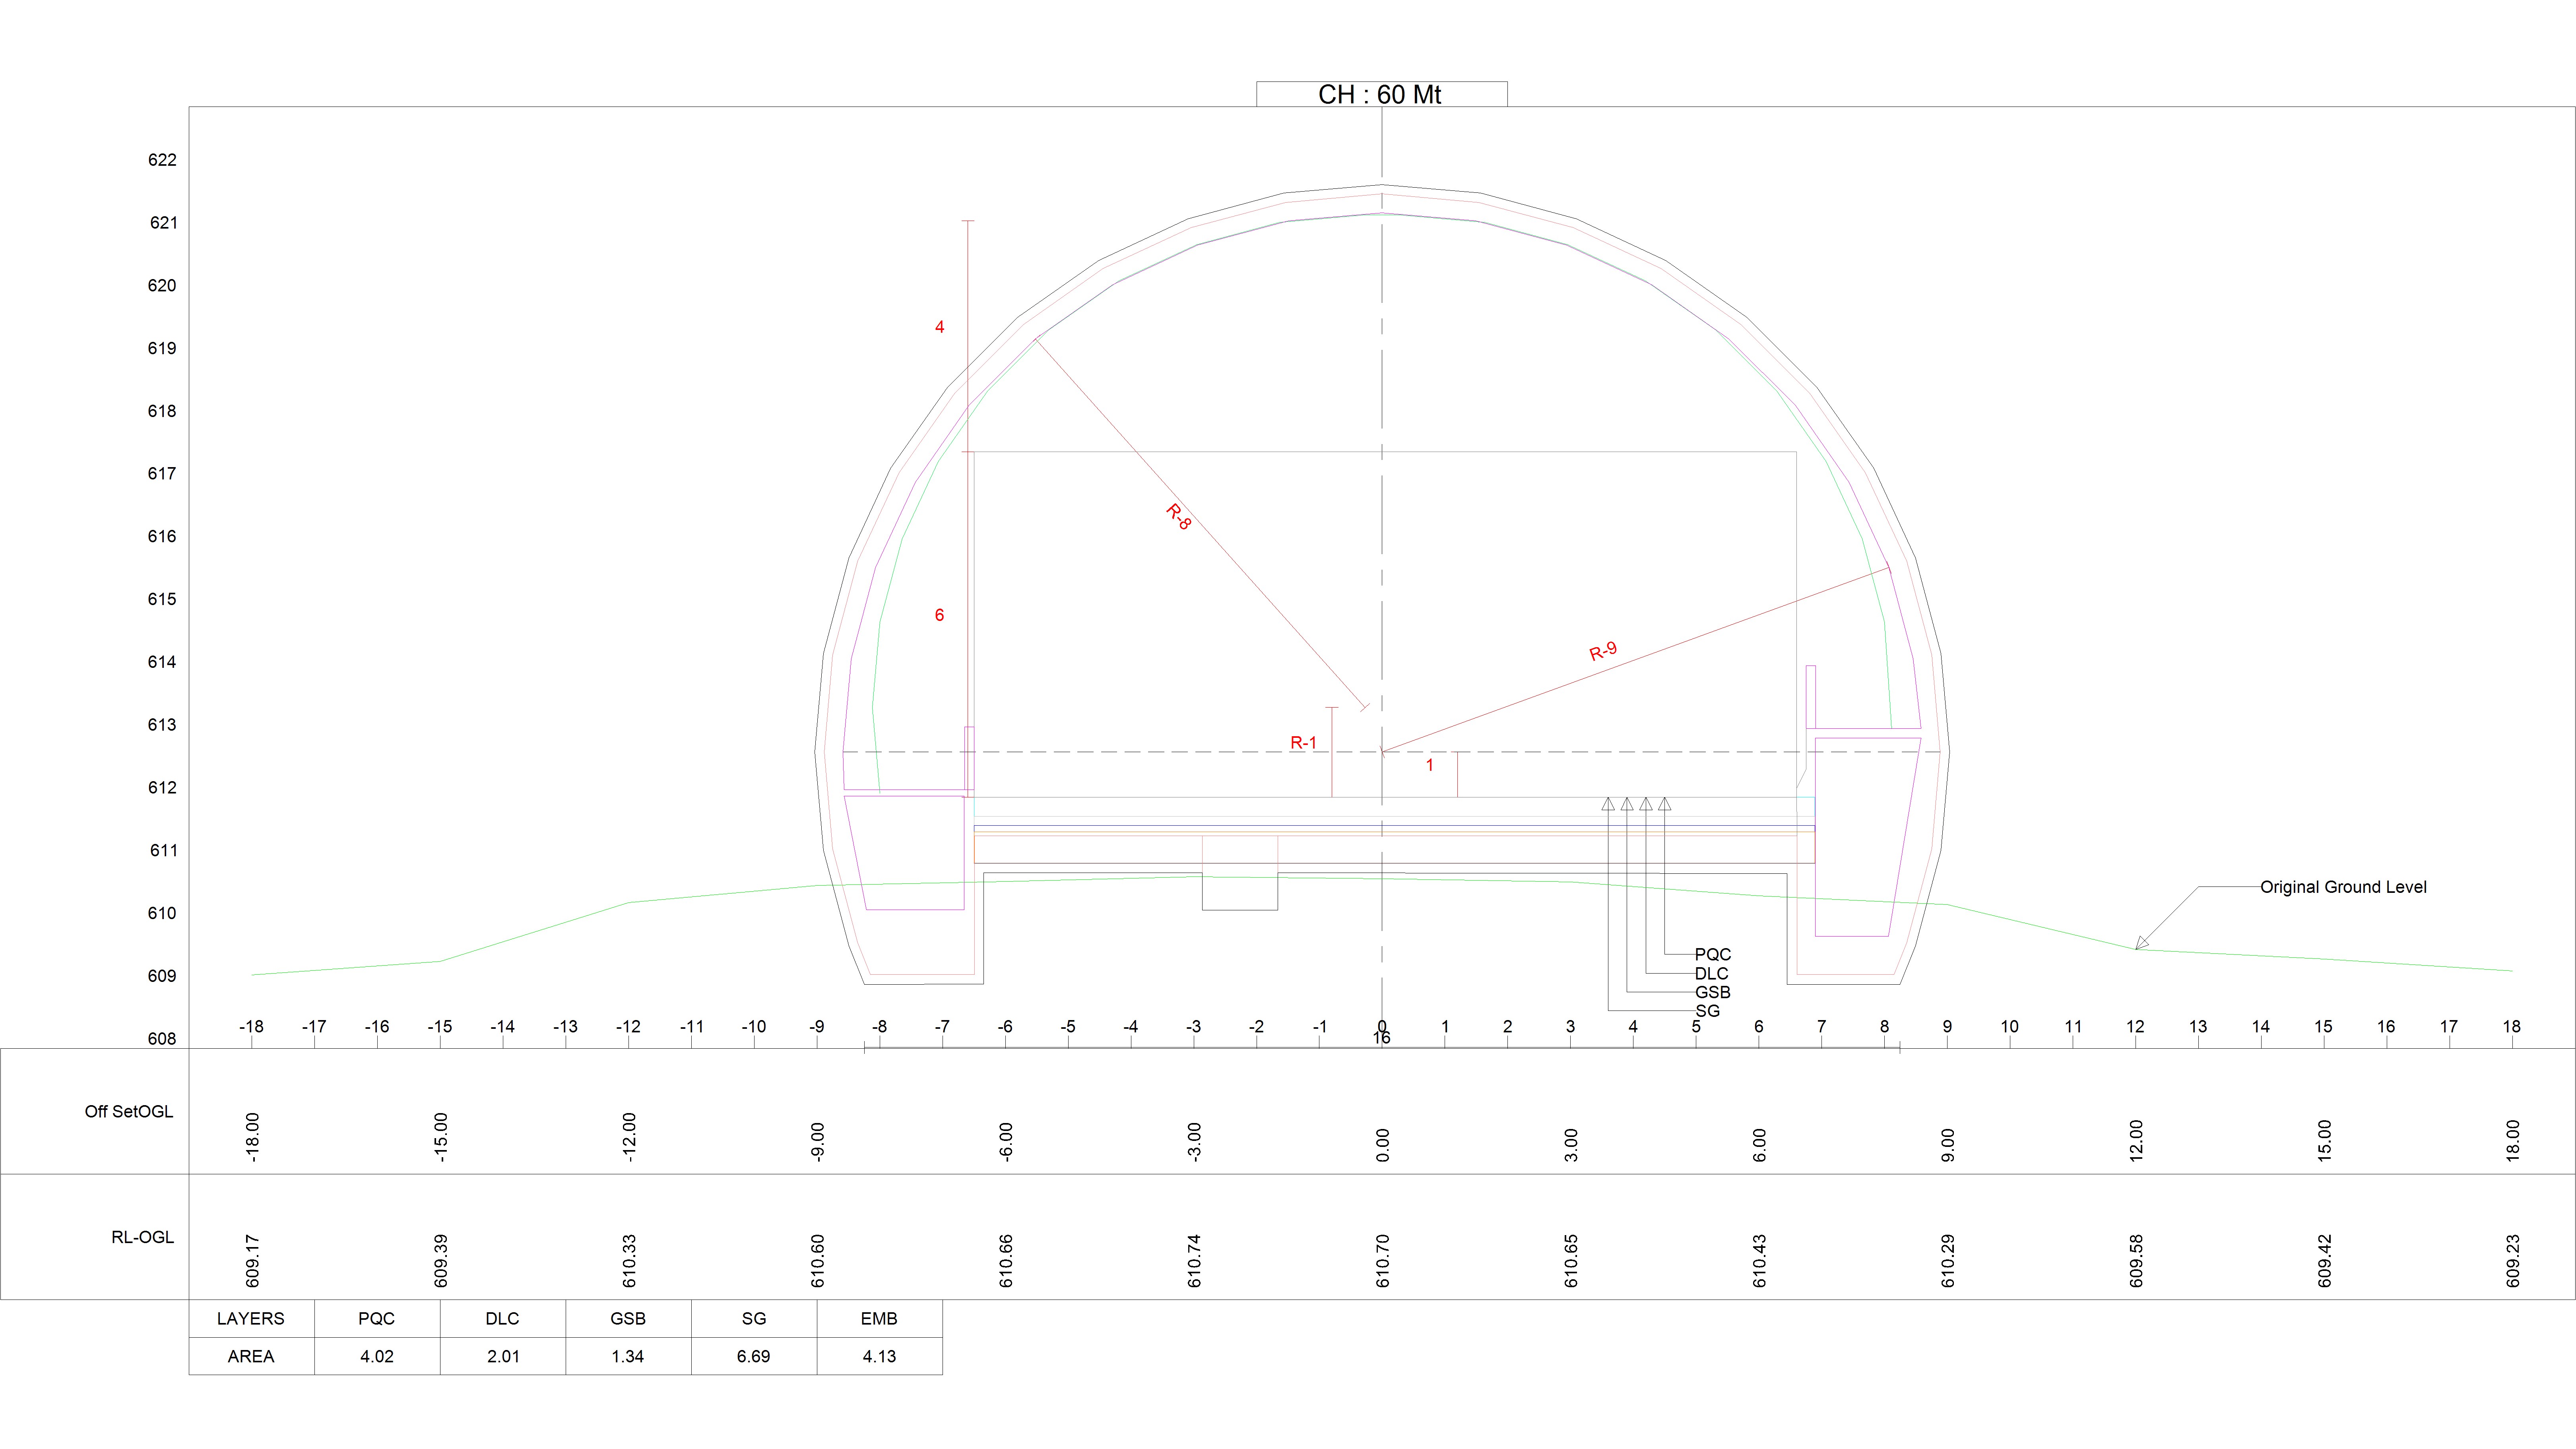 CH : 60 Mt
622
621
620
619
618
617
616
615
614
613
612
611
610
609
608
4
6
R-8
R-9
R-1
1
Original Ground Level
PQC
DLC
GSB
SG
-18 -17 -16 -15 -14 -13 -12 -11 -10 -9 -8 -7 -6 -5 -4 -3 -2 -1 0 1 2 3 4 5 6 7 8 9 10 11 12 13 14 15 16 17 18
16
Off SetOGL -18.00 -15.00 -12.00 -9.00 -6.00 -3.00 0.00 3.00 6.00 9.00 12.00 15.00 18.00
RL-OGL 609.17 609.39 610.33 610.60 610.66 610.74 610.70 610.65 610.43 610.29 609.58 609.42 609.23
LAYERS PQC DLC GSB SG EMB
AREA 4.02 2.01 1.34 6.69 4.13